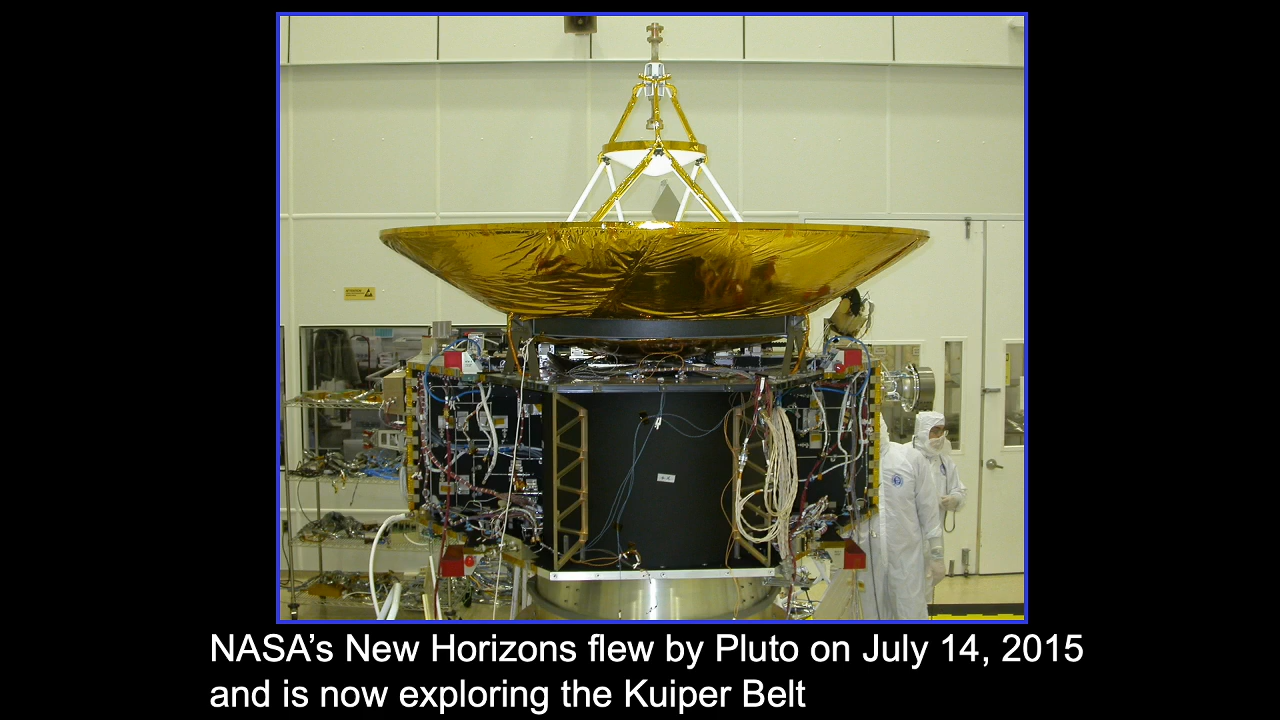 NASA’s New Horizons flew by Pluto on July 14, 2015
and is now exploring the Kuiper Belt